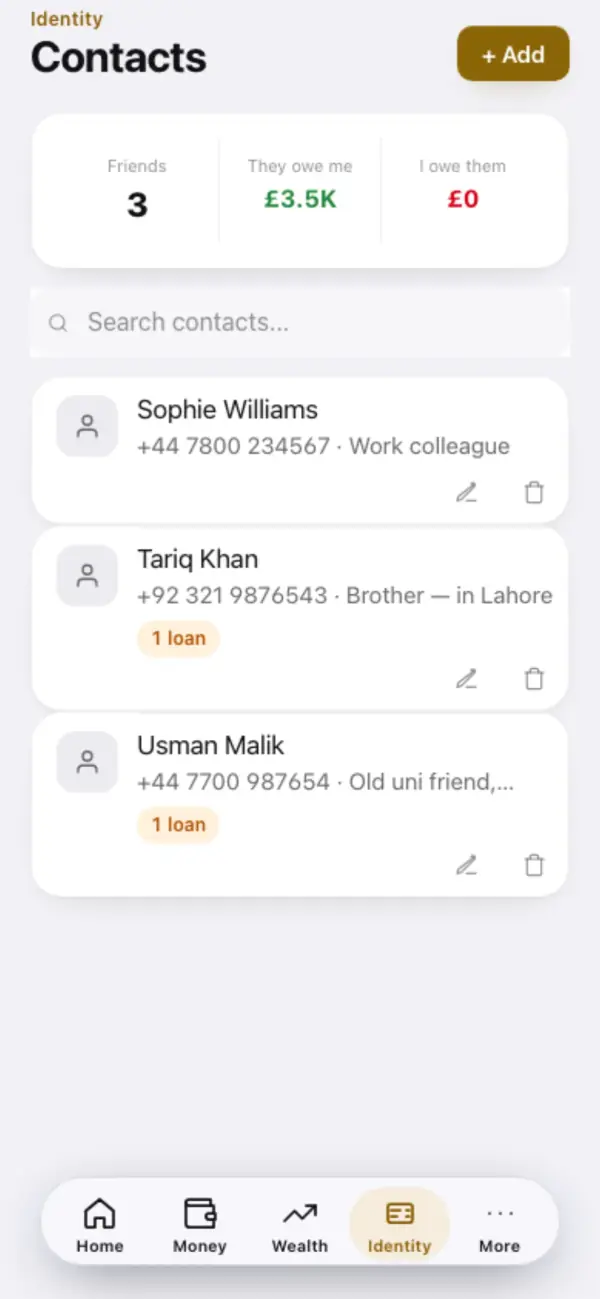 Identity
Contacts
+ Add
Friends
They owe me
I owe them
3
£3.5K
£0
Search contacts...
Sophie Williams
+44 7800 234567 · Work colleague
Tariq Khan
+92 321 9876543 · Brother — in Lahore
1 loan
Usman Malik
+44 7700 987654 · Old uni friend,...
1 loan
Home
Money
Wealth
Identity
More